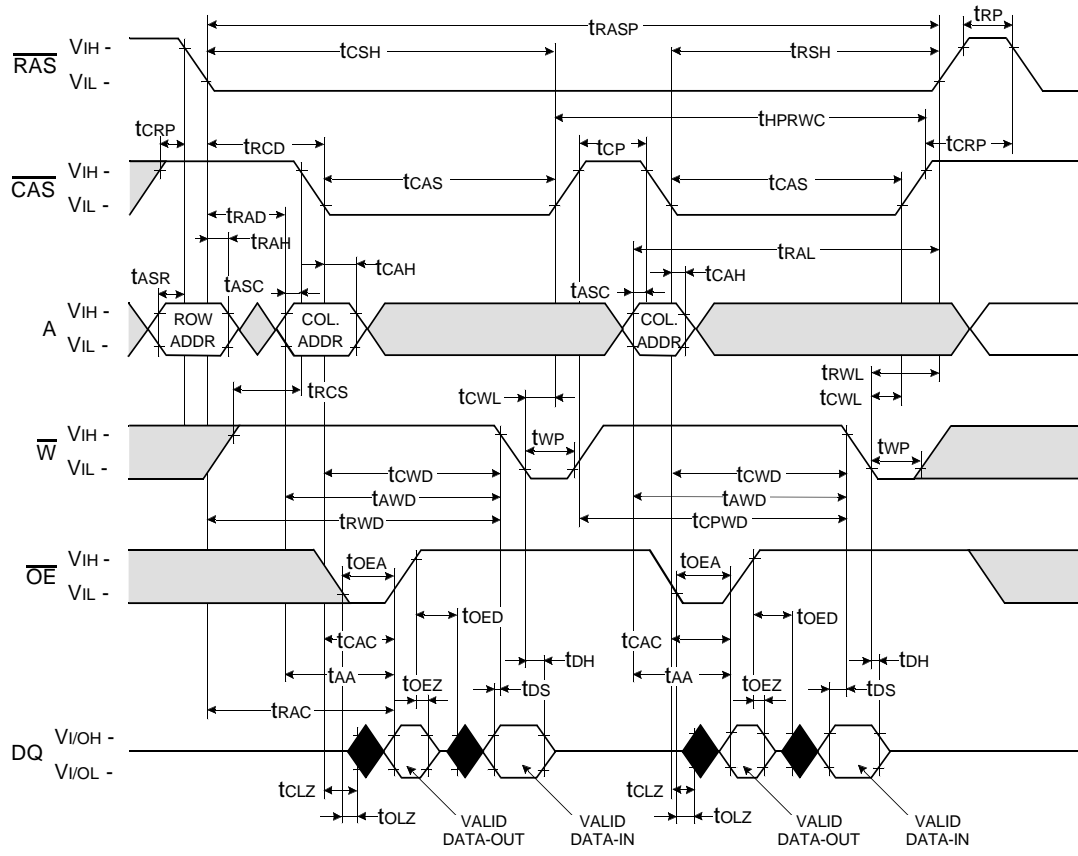 tRASP
tRP
tCSH
tRSH
VIH -
RAS
VIL -
tHPRWC
tCRP
tRCD
tCP
tCRP
VIH -
CAS
tCAS
tCAS
VIL -
tRAD
tRAH
tRAL
tASR
tASC
tCAH
tASC
tCAH
VIH -
A
VIL -
ROW
ADDR
COL.
ADDR
COL.
ADDR
tRCS
tCWL
tRWL
tCWL
VIH -
W
VIL -
tWP
tWP
tCWD
tCWD
tAWD
tAWD
tRWD
tCPWD
VIH -
OE
VIL -
tOEA
tOEA
tOED
tOED
tCAC
tCAC
tDH
tDH
tAA
tAA
tOEZ
tDS
tOEZ
tDS
tRAC
VI/OH -
DQ
VI/OL -
tCLZ
tCLZ
tOLZ
tOLZ
VALID
DATA-OUT
VALID
DATA-IN
VALID
DATA-OUT
VALID
DATA-IN